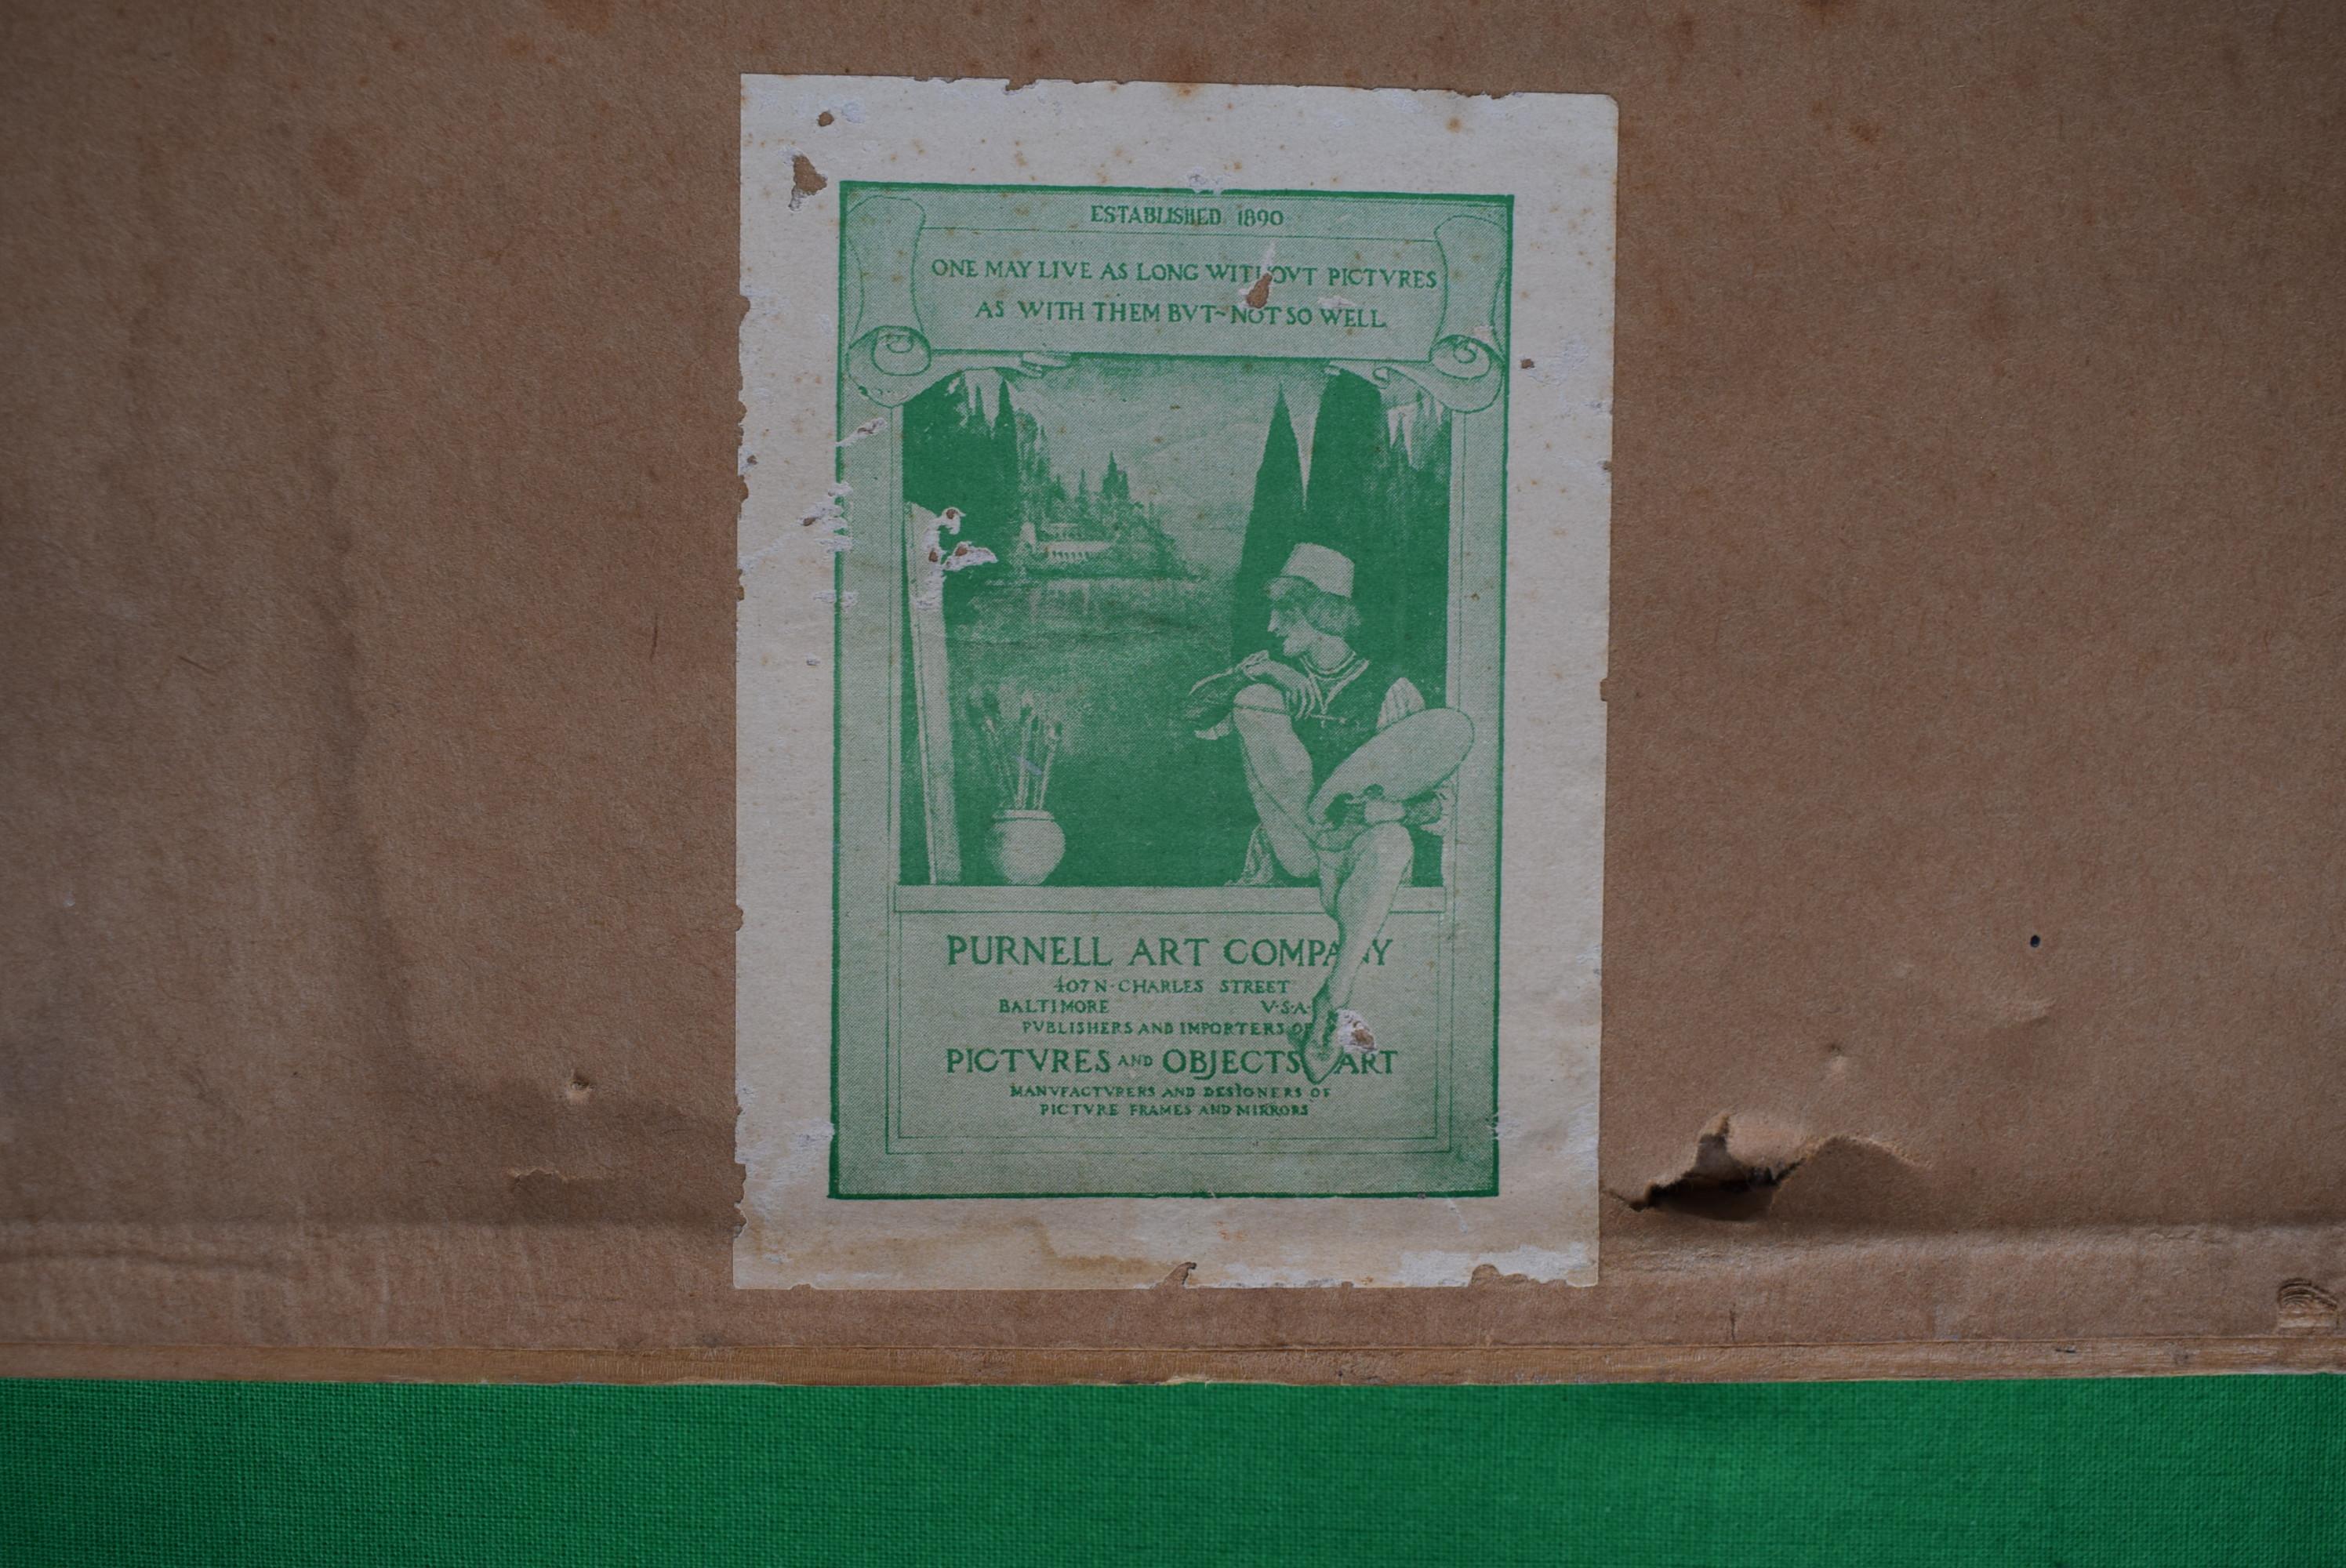 ESTABLISHED 1890
ONE MAY LIVE AS LONG WITHOVT PICTVRES
AS WITH THEM BVT~NOT SO WELL
PURNELL ART COMPANY
407 N· CHARLES STREET
BALTIMORE V·S·A·
PVBLISHERS AND IMPORTERS OF
PICTVRES AND OBJECTS ART
MANVFACTVRERS AND DESIGNERS OF
PICTVRE FRAMES AND MIRRORS